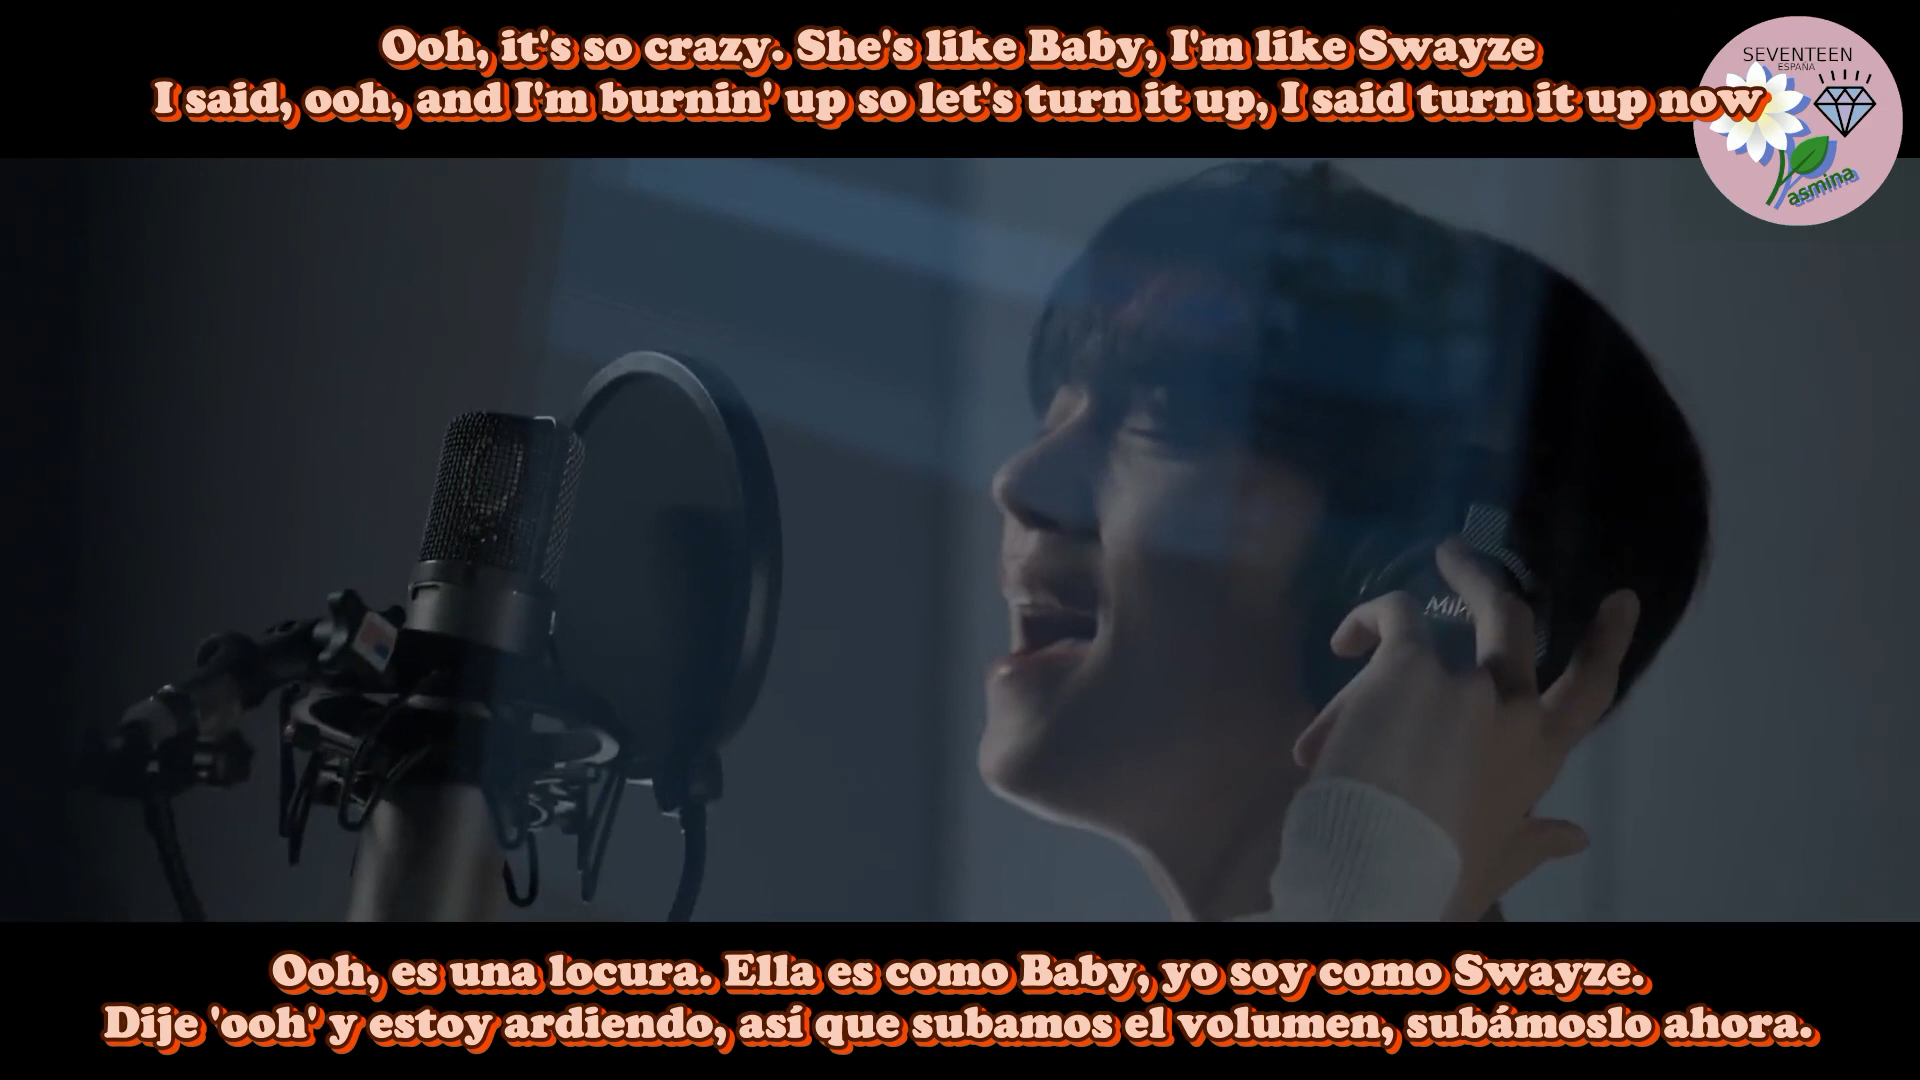 Ooh, it's so crazy. She's like Baby, I'm like Swayze
I said, ooh, and I'm burnin' up so let's turn it up, I said turn it up now
SEVENTEEN
ESPAÑA
asmina
Ooh, es una locura. Ella es como Baby, yo soy como Swayze.
Dije 'ooh' y estoy ardiendo, así que subamos el volumen, subámoslo ahora.